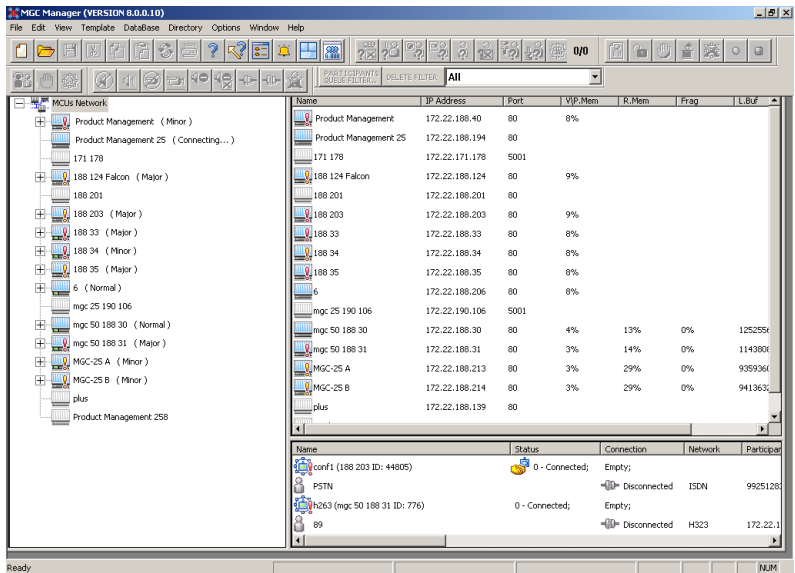 MGC Manager (VERSION 8.0.0.10)
File Edit View Template DataBase Directory Options Window Help
0/0
PARTICIPANTS QUEUE FILTER... DELETE FILTER All
MCUs Network
Product Management ( Minor )
Product Management 25 ( Connecting... )
171 178
188 124 Falcon ( Major )
188 201
188 203 ( Major )
188 33 ( Major )
188 34 ( Minor )
188 35 ( Major )
6 ( Normal )
mgc 25 190 106
mgc 50 188 30 ( Normal )
mgc 50 188 31 ( Major )
MGC-25 A ( Minor )
MGC-25 B ( Minor )
plus
Product Management 258
Name IP Address Port V|P.Mem R.Mem Frag L.Buf
Product Management 172.22.188.40 80 8%
Product Management 25 172.22.188.194 80
171 178 172.22.171.178 5001
188 124 Falcon 172.22.188.124 80 9%
188 201 172.22.188.201 80
188 203 172.22.188.203 80 9%
188 33 172.22.188.33 80 8%
188 34 172.22.188.34 80 8%
188 35 172.22.188.35 80 8%
6 172.22.188.206 80 8%
mgc 25 190 106 172.22.190.106 5001
mgc 50 188 30 172.22.188.30 80 4% 13% 0% 1252556
mgc 50 188 31 172.22.188.31 80 3% 14% 0% 1143808
MGC-25 A 172.22.188.213 80 3% 29% 0% 9359360
MGC-25 B 172.22.188.214 80 3% 29% 0% 9413632
plus 172.22.188.139 80
Name Status Connection Network Participan
conf1 (188 203 ID: 44805) 0 - Connected; Empty;
PSTN Disconnected ISDN 99251283
h263 (mgc 50 188 31 ID: 776) 0 - Connected; Empty;
89 Disconnected H323 172.22.1
Ready NUM